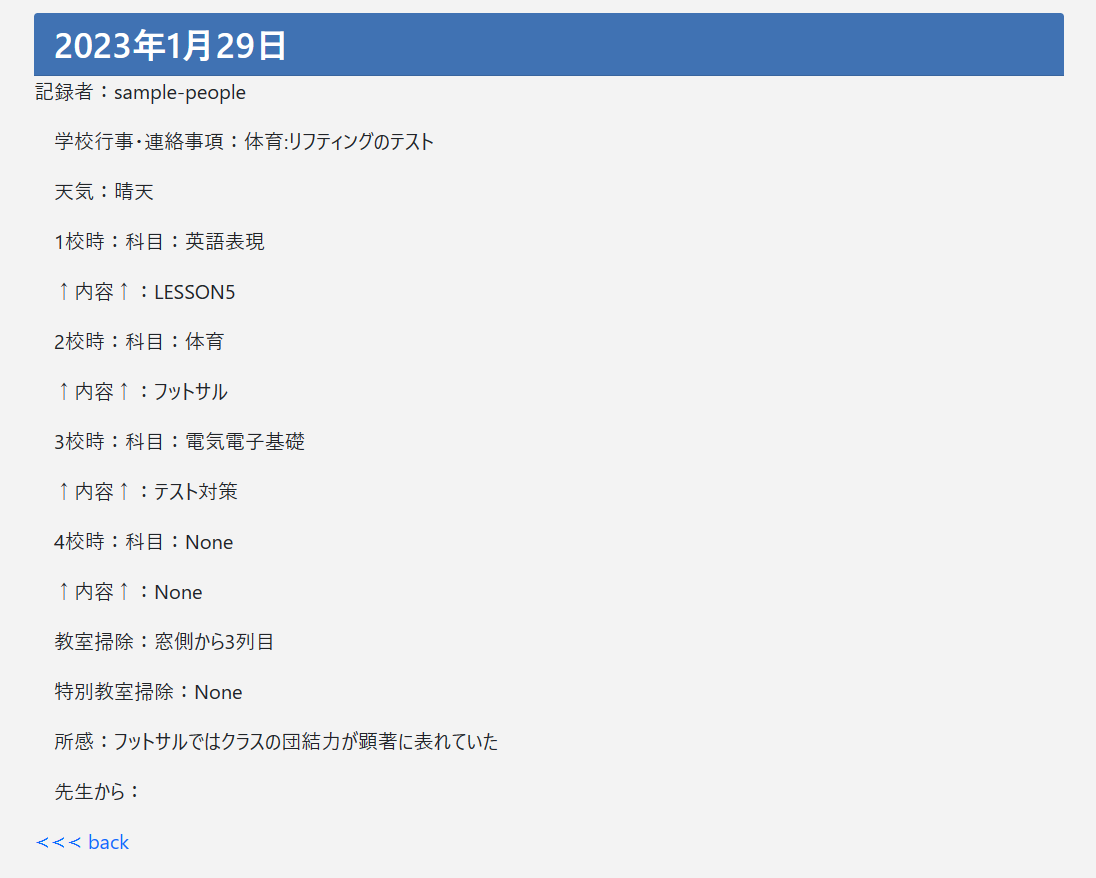 2023年1月29日
記録者：sample-people
学校行事・連絡事項：体育:リフティングのテスト
天気：晴天
1校時：科目：英語表現
↑内容↑：LESSON5
2校時：科目：体育
↑内容↑：フットサル
3校時：科目：電気電子基礎
↑内容↑：テスト対策
4校時：科目：None
↑内容↑：None
教室掃除：窓側から3列目
特別教室掃除：None
所感：フットサルではクラスの団結力が顕著に表れていた
先生から：
<<< back